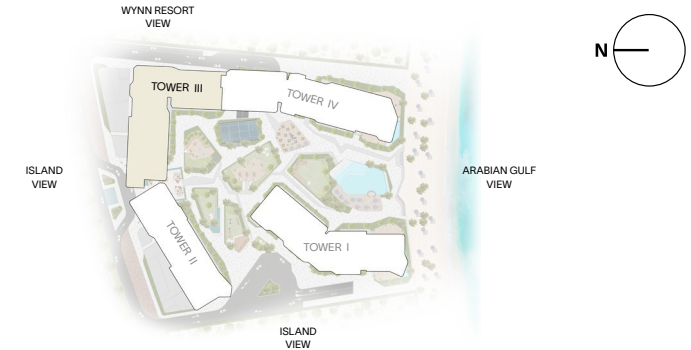 WYNN RESORT
VIEW
N
TOWER III
TOWER IV
ISLAND
VIEW
ARABIAN GULF
VIEW
TOWER II
TOWER I
ISLAND
VIEW